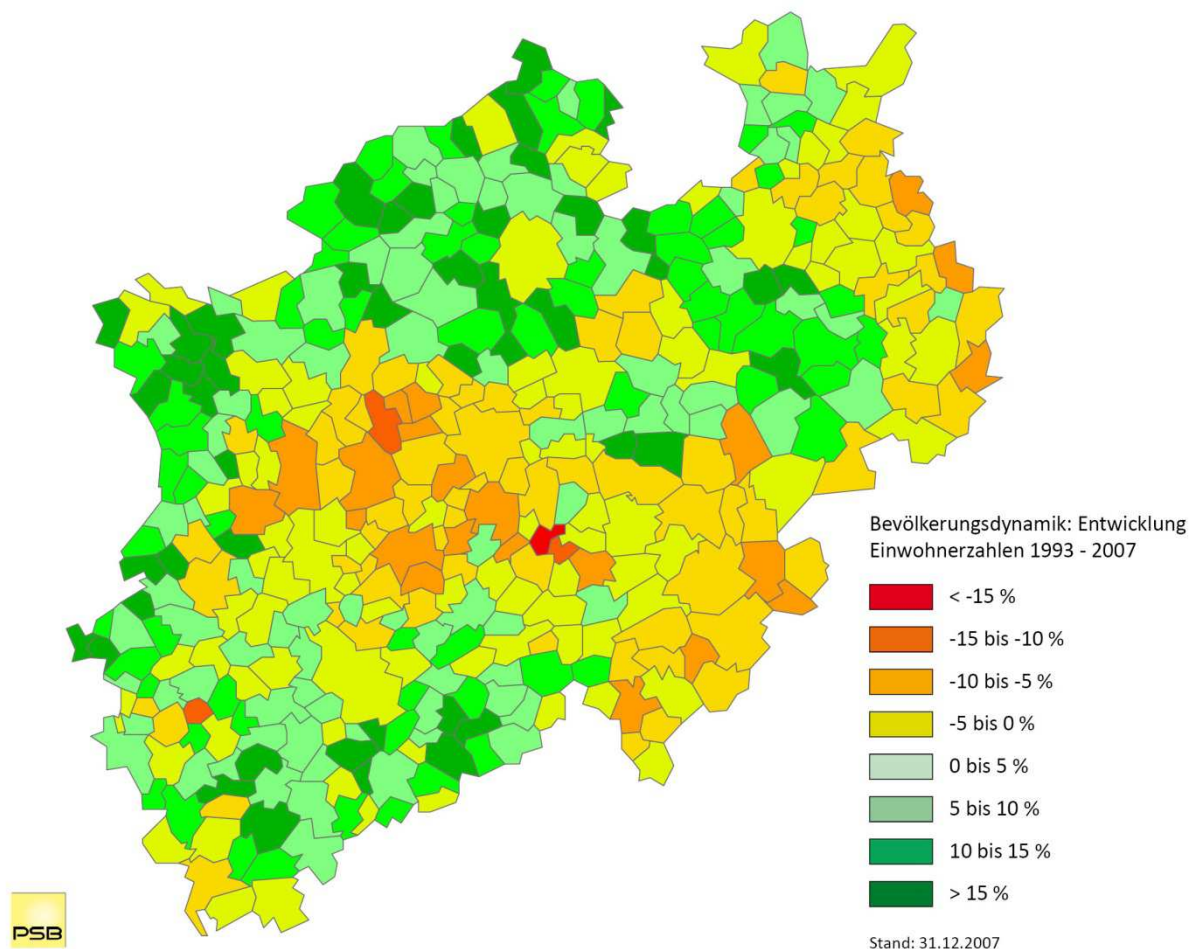 Bevölkerungsdynamik: Entwicklung
Einwohnerzahlen 1993 - 2007
< -15 %
-15 bis -10 %
-10 bis -5 %
-5 bis 0 %
0 bis 5 %
5 bis 10 %
10 bis 15 %
> 15 %
Stand: 31.12.2007
PSB